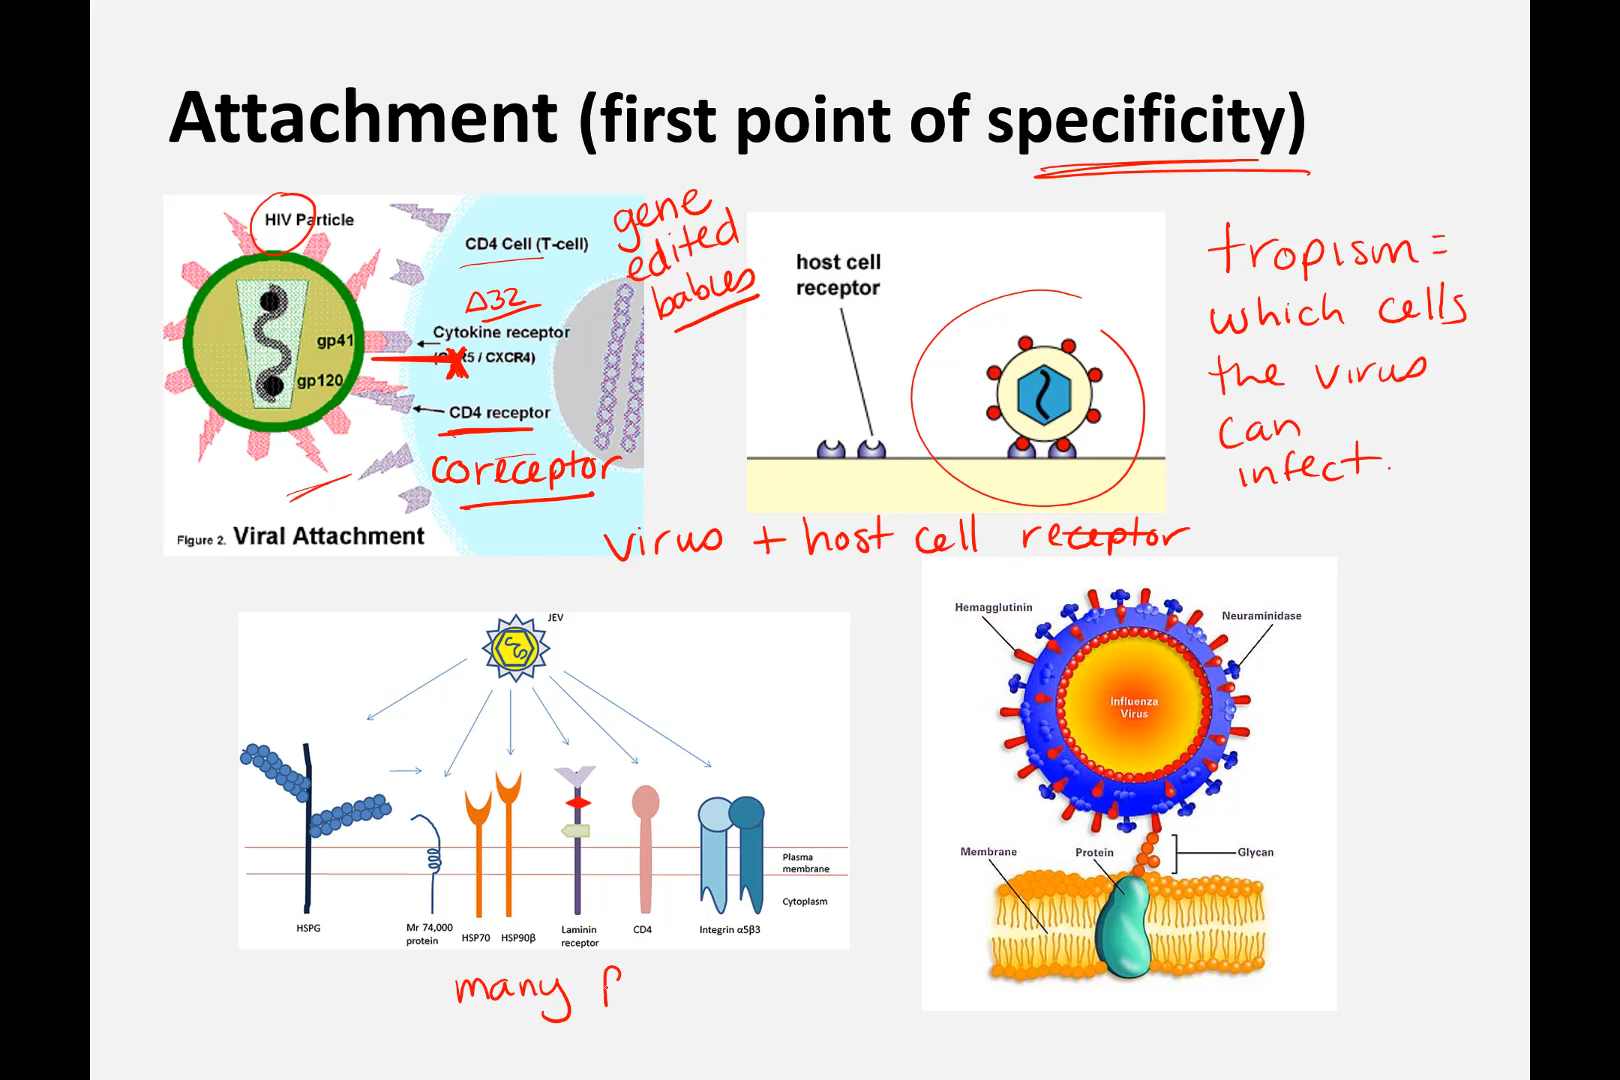 Attachment (first point of specificity)
HIV Particle
CD4 Cell (T-cell)
Δ32
Cytokine receptor
R5 / CXCR4)
gp41
gp120
CD4 receptor
coreceptor
Figure 2. Viral Attachment
gene
edited
babies
host cell
receptor
tropism =
which cells
the virus
can
infect.
virus + host cell receptor
JEV
Plasma
membrane
Cytoplasm
HSPG
Mr 74,000
protein
HSP70
HSP90β
Laminin
receptor
CD4
Integrin α5β3
many
Hemagglutinin
Neuraminidase
Influenza
Virus
Membrane
Protein
Glycan